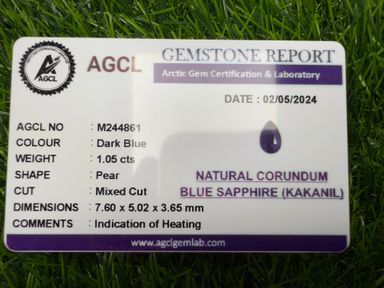 AGCL
GEMSTONE REPORT
Arctic Gem Certification & Laboratory
DATE : 02/05/2024
AGCL NO : M244861
COLOUR : Dark Blue
WEIGHT : 1.05 cts
SHAPE : Pear
CUT : Mixed Cut
DIMENSIONS : 7.60 x 5.02 x 3.65 mm
COMMENTS : Indication of Heating
NATURAL CORUNDUM
BLUE SAPPHIRE (KAKANIL)
www.agclgemlab.com